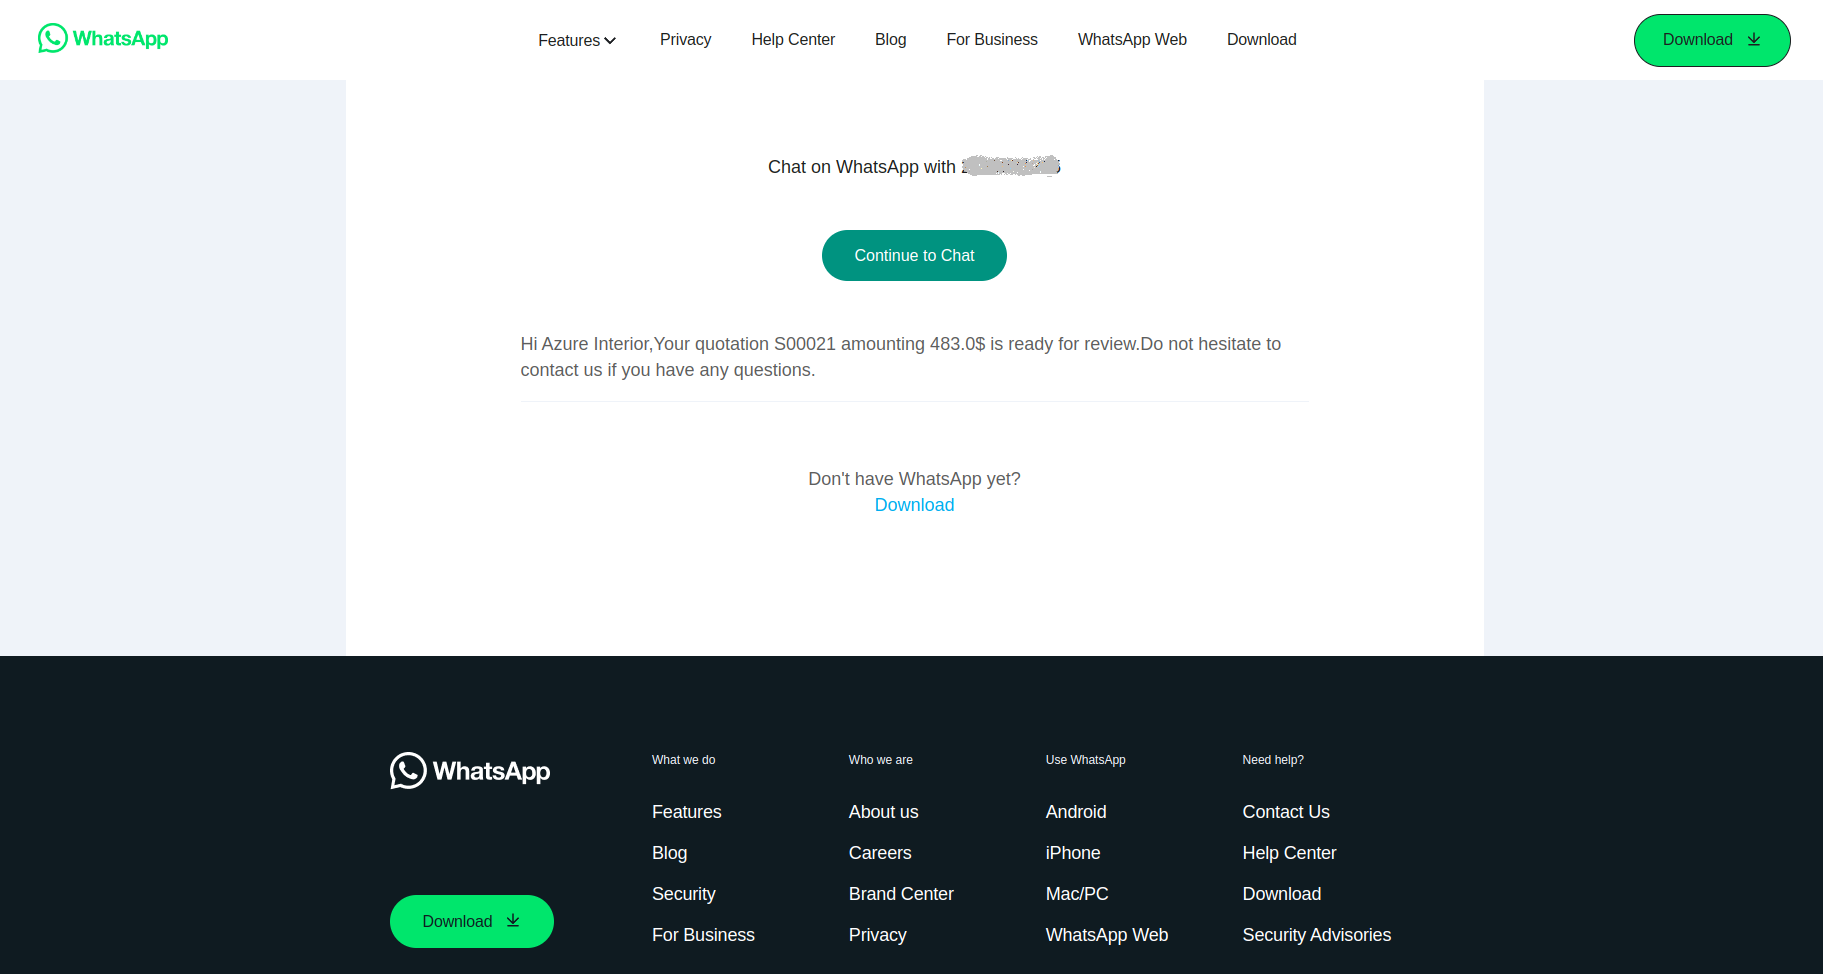 WhatsApp
Features
Privacy
Help Center
Blog
For Business
WhatsApp Web
Download
Download
Chat on WhatsApp with
Continue to Chat
Hi Azure Interior,Your quotation S00021 amounting 483.0$ is ready for review.Do not hesitate to
contact us if you have any questions.
Don't have WhatsApp yet?
Download
WhatsApp
Download
What we do
Features
Blog
Security
For Business
Who we are
About us
Careers
Brand Center
Privacy
Use WhatsApp
Android
iPhone
Mac/PC
WhatsApp Web
Need help?
Contact Us
Help Center
Download
Security Advisories